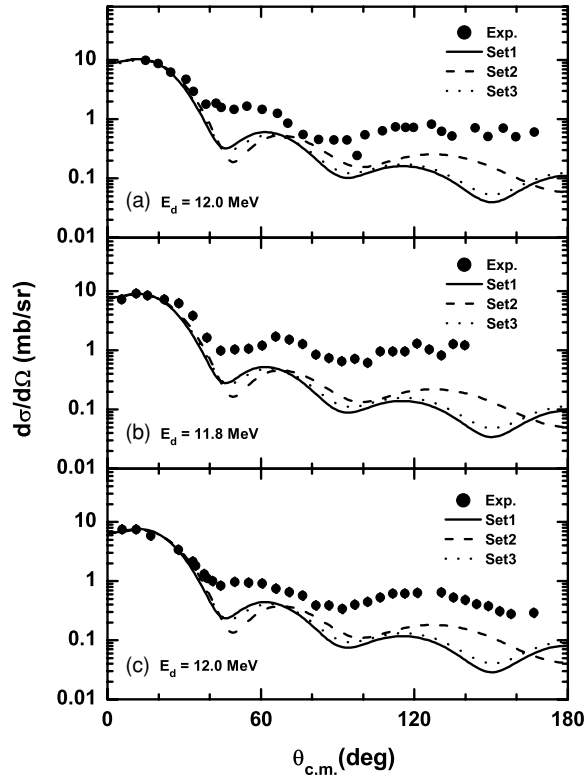 10
1
0.1
0.01
Exp.
Set1
Set2
Set3
(a) E_d = 12.0 MeV
10
1
0.1
0.01
Exp.
Set1
Set2
Set3
(b) E_d = 11.8 MeV
dσ/dΩ (mb/sr)
10
1
0.1
0.01
Exp.
Set1
Set2
Set3
(c) E_d = 12.0 MeV
0 60 120 180
θ_c.m. (deg)